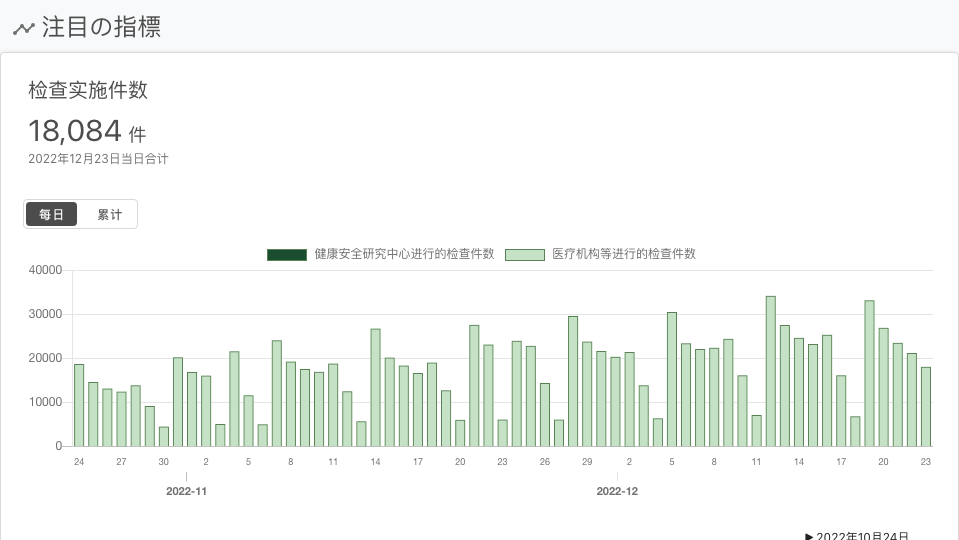 注目の指標
检查实施件数
18,084 件
2022年12月23日当日合计
每日 累计
健康安全研究中心进行的检查件数 医疗机构等进行的检查件数
40000
30000
20000
10000
0
24 27 30 2 5 8 11 14 17 20 23 26 29 2 5 8 11 14 17 20 23
2022-11 2022-12
▶ 2022年10月24日